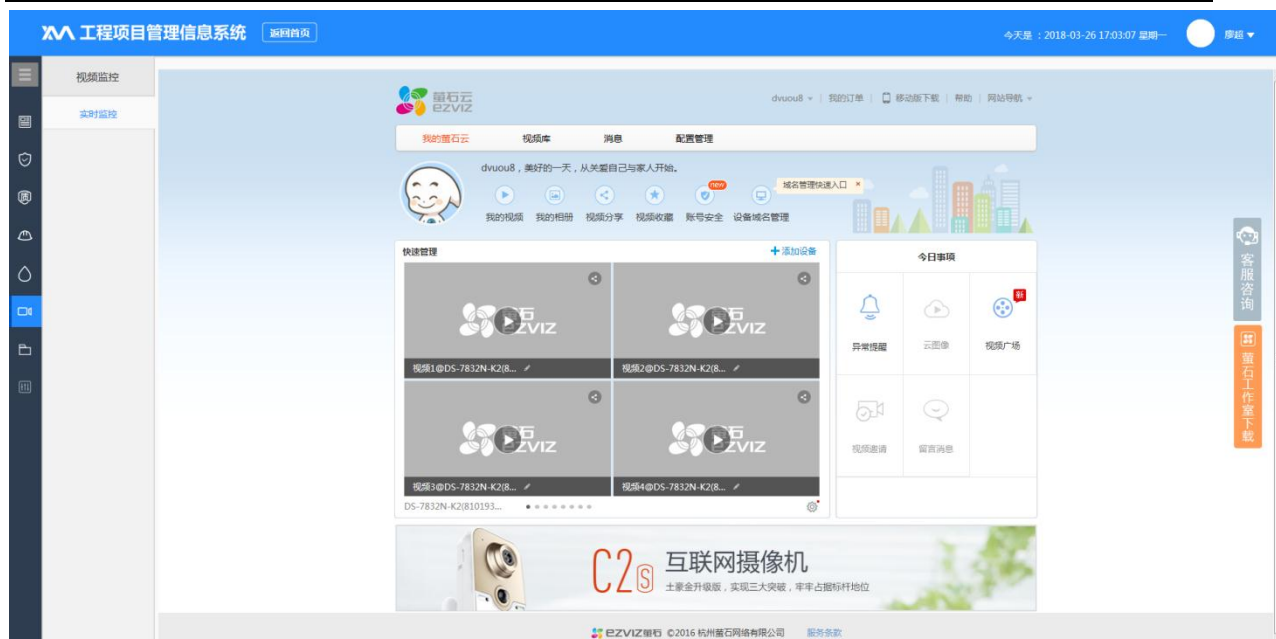 工程项目管理信息系统 返回首页 今天是 ：2018-03-26 17:03:07 星期一 廖超
视频监控
实时监控
萤石云
ezviz
dvuou8 我的订单 移动版下载 帮助 网站导航
我的萤石云 视频库 消息 配置管理
dvuou8，美好的一天，从关爱自己与家人开始。
new
域名管理快速入口 ×
我的视频 我的相册 视频分享 视频收藏 账号安全 设备域名管理
快速管理 添加设备
萤石 EZVIZ
视频1@DS-7832N-K2(8...
萤石 EZVIZ
视频2@DS-7832N-K2(8...
萤石 EZVIZ
视频3@DS-7832N-K2(8...
萤石 EZVIZ
视频4@DS-7832N-K2(8...
DS-7832N-K2(810193...
今日事项
新
异常提醒 云图像 视频广场
视频邀请 留言消息
客服咨询
萤石工作室下载
C2S 互联网摄像机
土豪金升级版，实现三大突破，牢牢占据标杆地位
ezviz萤石 ©2016 杭州萤石网络有限公司 服务条款